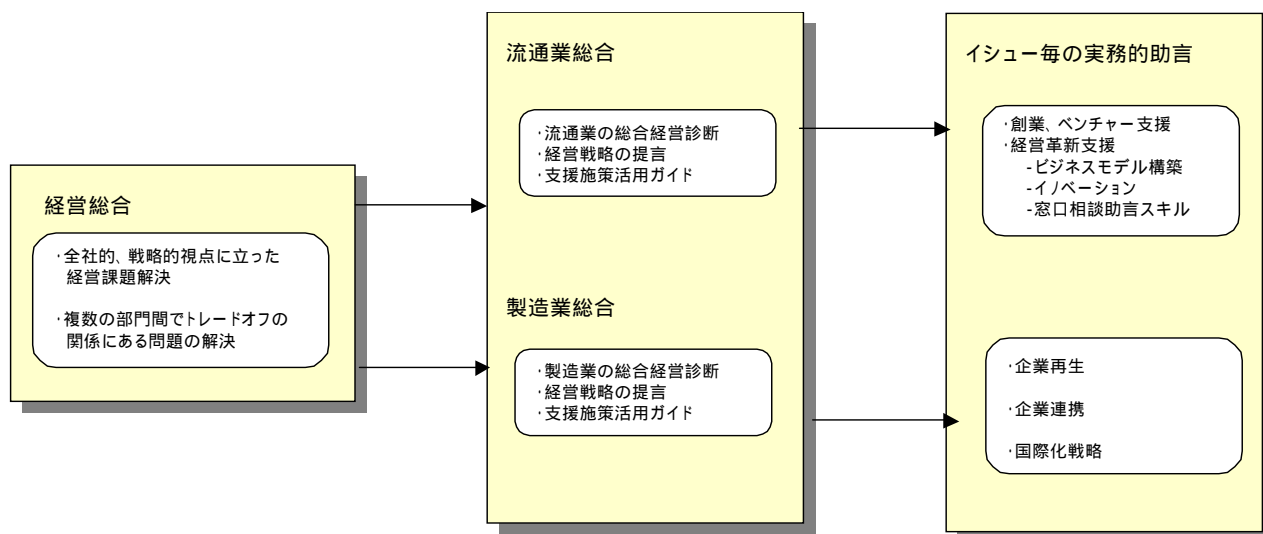 経営総合
・全社的、戦略的視点に立った
経営課題解決
・複数の部門間でトレードオフの
関係にある問題の解決
流通業総合
・流通業の総合経営診断
・経営戦略の提言
・支援施策活用ガイド
製造業総合
・製造業の総合経営診断
・経営戦略の提言
・支援施策活用ガイド
イシュー毎の実務的助言
・創業、ベンチャー支援
・経営革新支援
-ビジネスモデル構築
-イノベーション
-窓口相談助言スキル
・企業再生
・企業連携
・国際化戦略